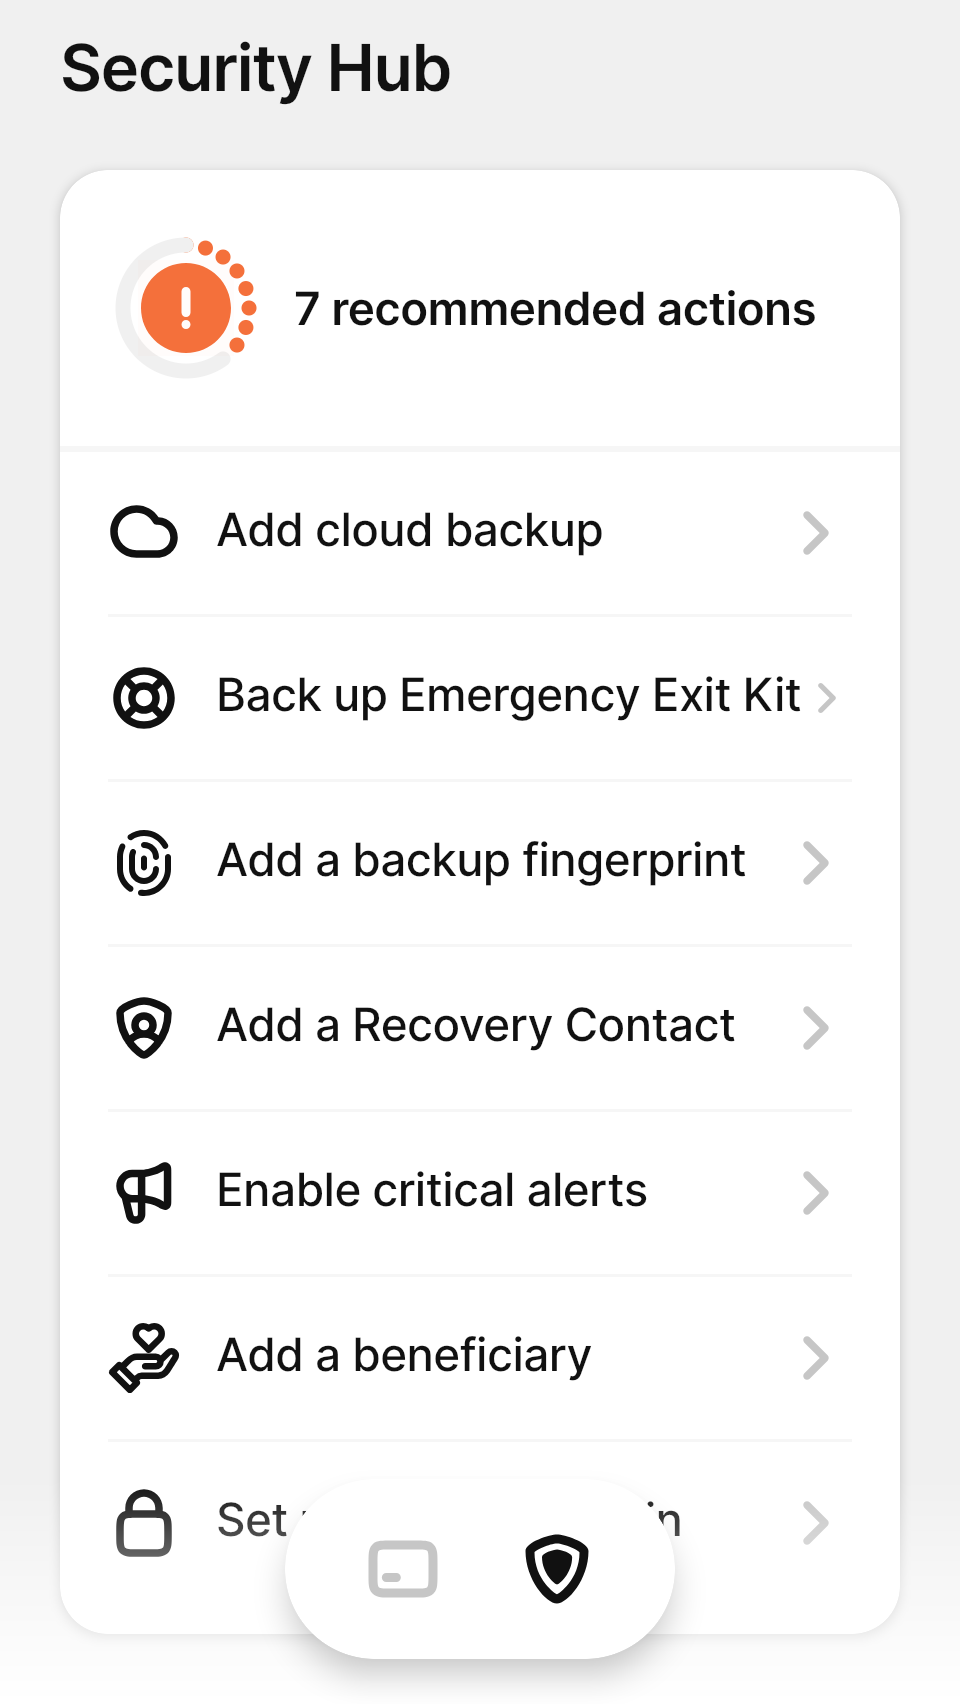 Security Hub
7 recommended actions
Add cloud backup
Back up Emergency Exit Kit
Add a backup fingerprint
Add a Recovery Contact
Enable critical alerts
Add a beneficiary
Set